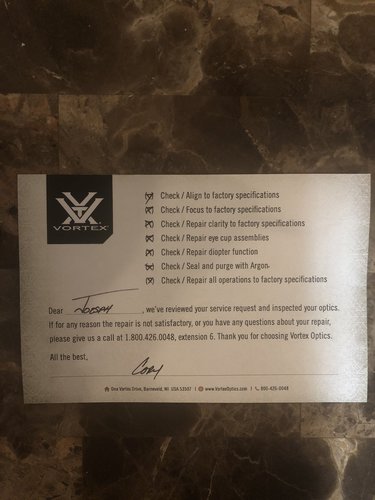 VORTEX
Check / Align to factory specifications
Check / Focus to factory specifications
Check / Repair clarity to factory specifications
Check / Repair eye cup assemblies
Check / Repair diopter function
Check / Seal and purge with Argon
Check / Repair all operations to factory specifications
Dear Joesph, we've reviewed your service request and inspected your optics.
If for any reason the repair is not satisfactory, or you have any questions about your repair,
please give us a call at 1.800.426.0048, extension 6. Thank you for choosing Vortex Optics.
All the best,
Cory
One Vortex Drive, Barneveld, WI USA 53507 | www.VortexOptics.com | 800-426-0048